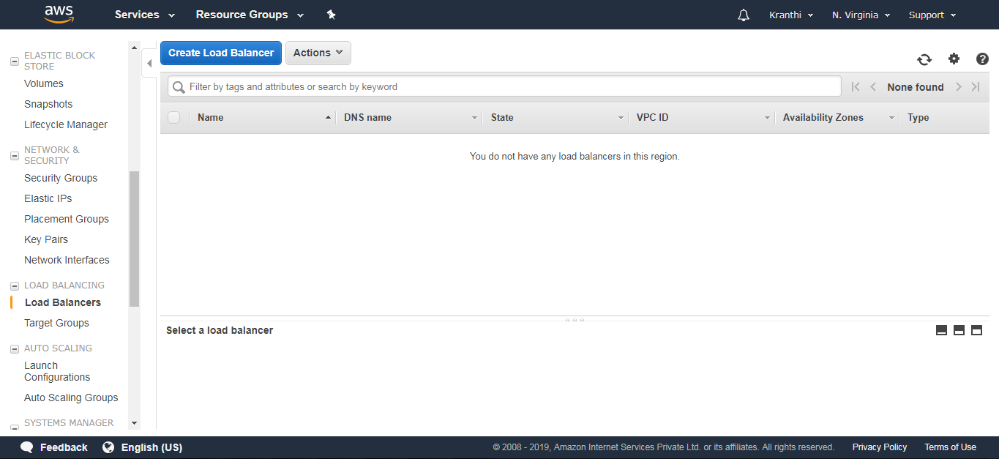 aws Services Resource Groups Kranthi N. Virginia Support
ELASTIC BLOCK
STORE
Volumes
Snapshots
Lifecycle Manager
NETWORK &
SECURITY
Security Groups
Elastic IPs
Placement Groups
Key Pairs
Network Interfaces
LOAD BALANCING
Load Balancers
Target Groups
AUTO SCALING
Launch
Configurations
Auto Scaling Groups
SYSTEMS MANAGER
Create Load Balancer Actions
Filter by tags and attributes or search by keyword None found
Name DNS name State VPC ID Availability Zones Type
You do not have any load balancers in this region.
Select a load balancer
Feedback English (US) © 2008 - 2019, Amazon Internet Services Private Ltd. or its affiliates. All rights reserved. Privacy Policy Terms of Use